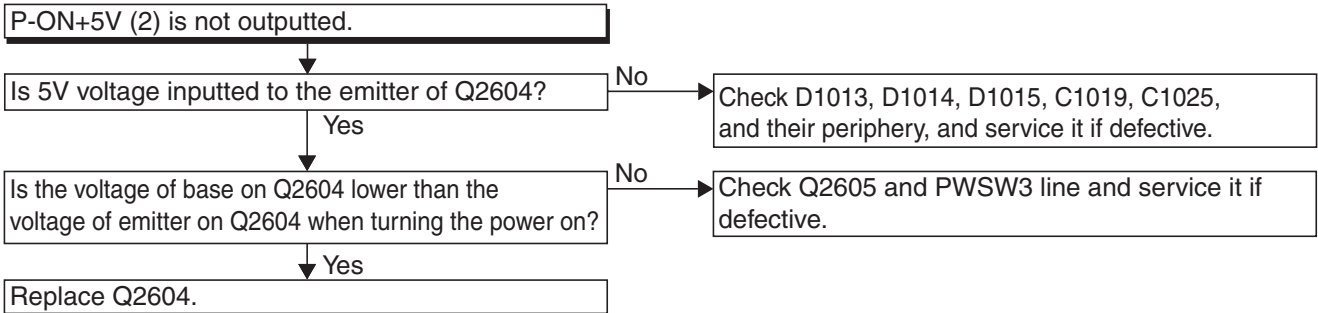 P-ON+5V (2) is not outputted.
Is 5V voltage inputted to the emitter of Q2604?
No
Check D1013, D1014, D1015, C1019, C1025,
and their periphery, and service it if defective.
Yes
Is the voltage of base on Q2604 lower than the
voltage of emitter on Q2604 when turning the power on?
No
Check Q2605 and PWSW3 line and service it if
defective.
Yes
Replace Q2604.